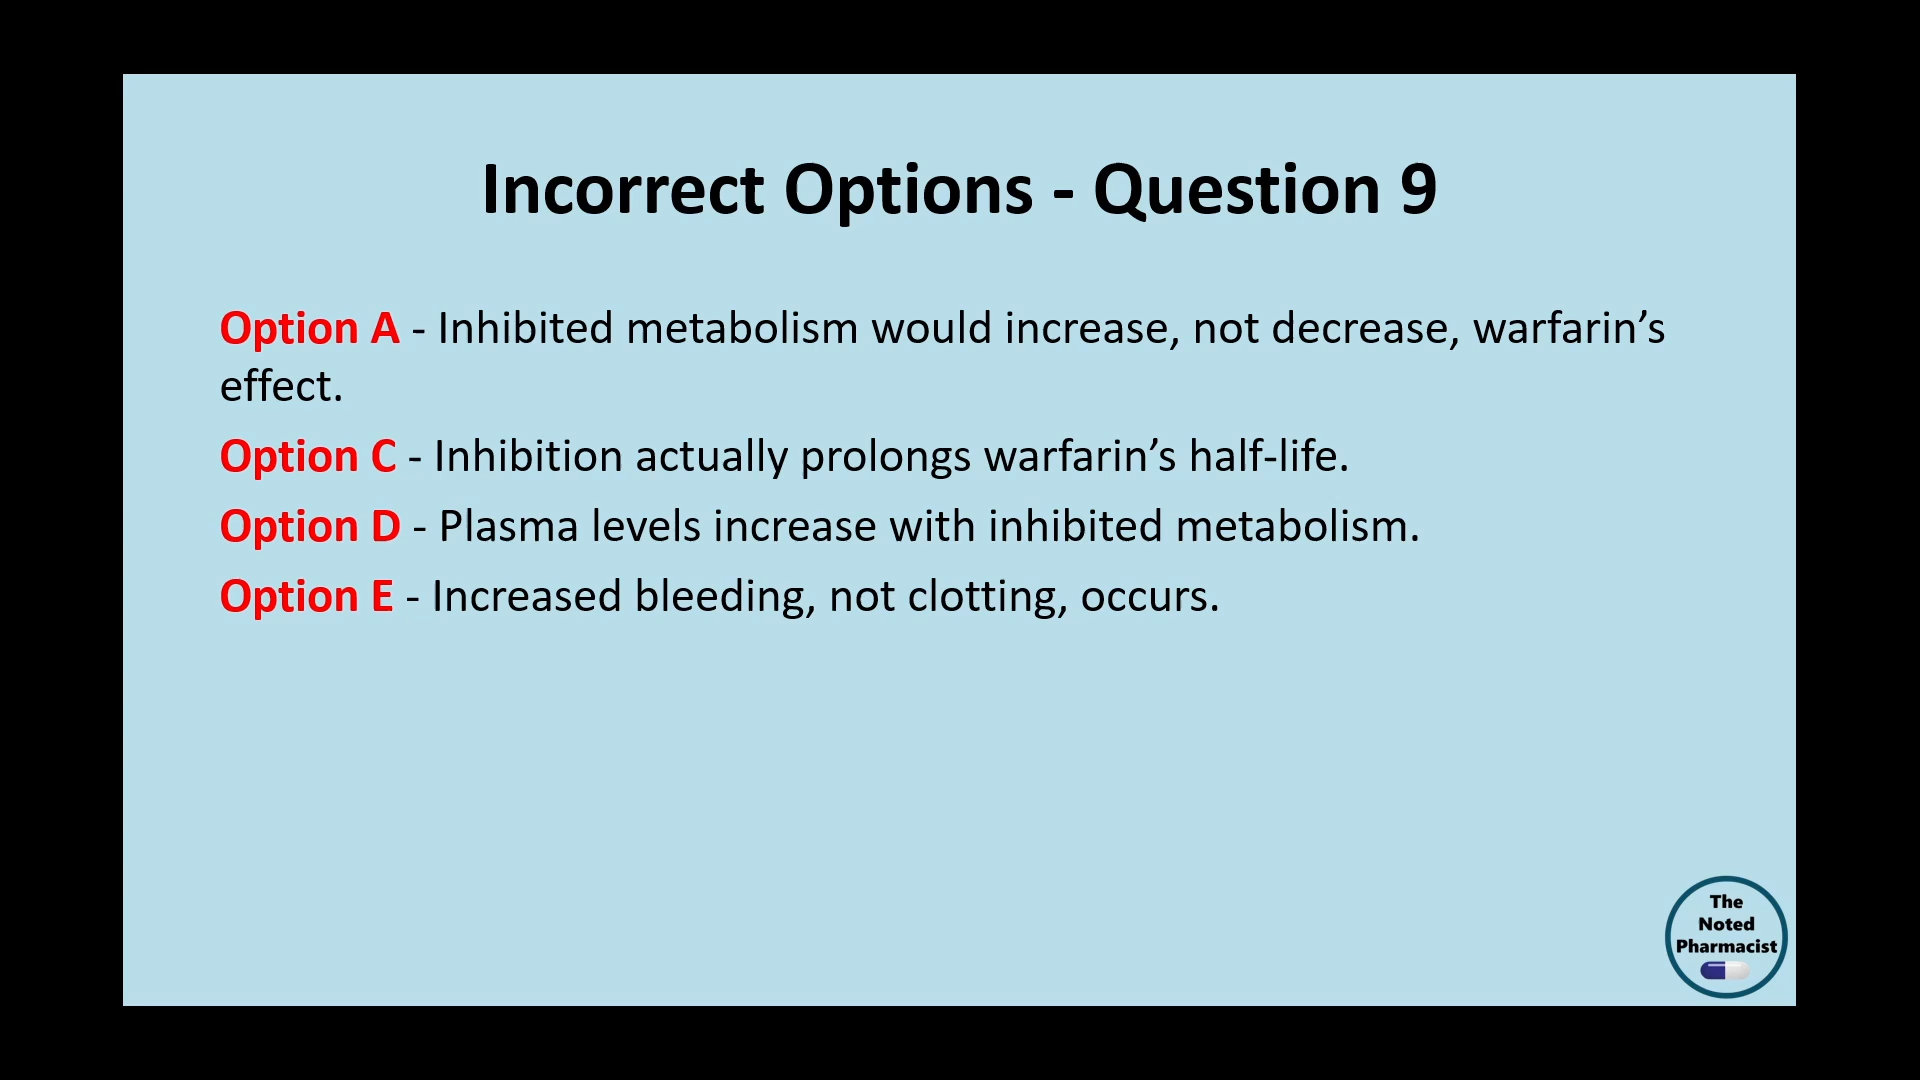 Incorrect Options - Question 9
Option A - Inhibited metabolism would increase, not decrease, warfarin’s
effect.
Option C - Inhibition actually prolongs warfarin’s half-life.
Option D - Plasma levels increase with inhibited metabolism.
Option E - Increased bleeding, not clotting, occurs.
The
Noted
Pharmacist